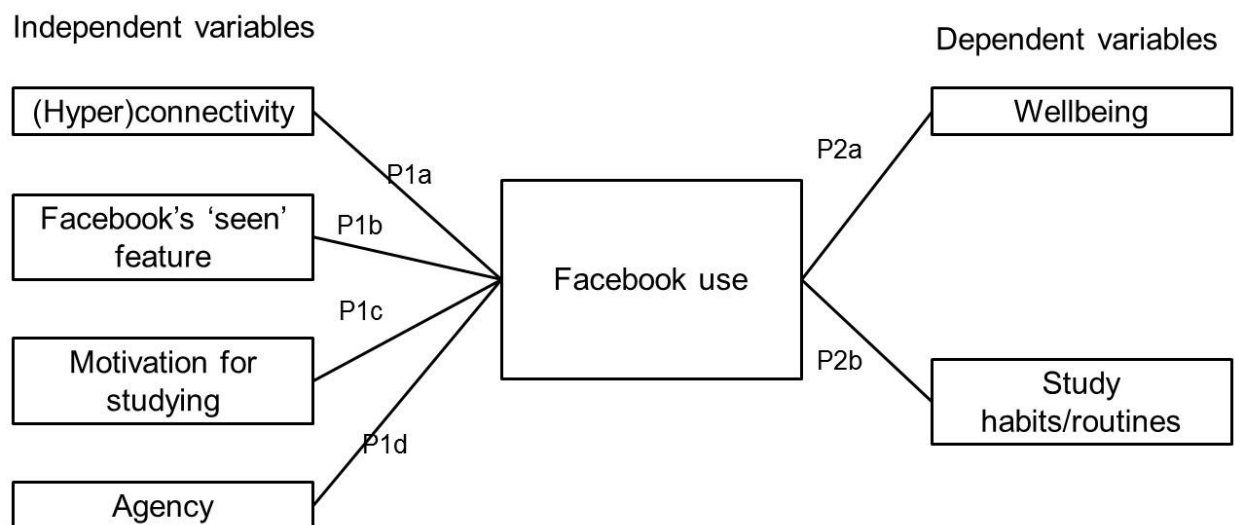 Independent variables
Dependent variables
(Hyper)connectivity
Wellbeing
P1a
P2a
Facebook’s ‘seen’
feature
P1b
Facebook use
P1c
Motivation for
studying
P2b
Study
habits/routines
P1d
Agency